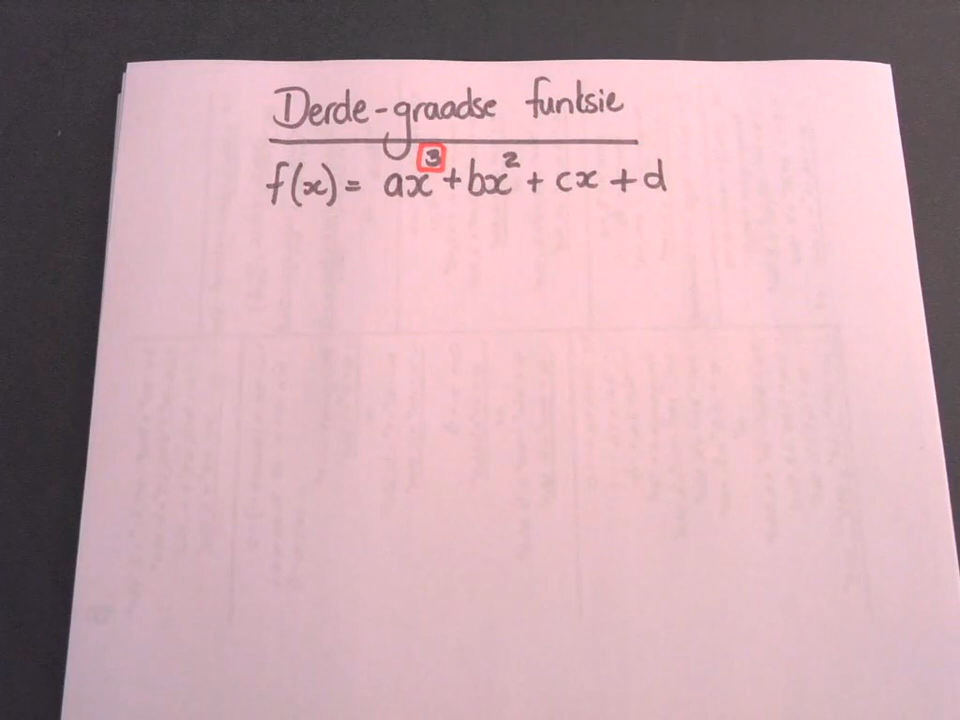 Derde-graadse funksie
f(x) = ax³ + bx² + cx + d